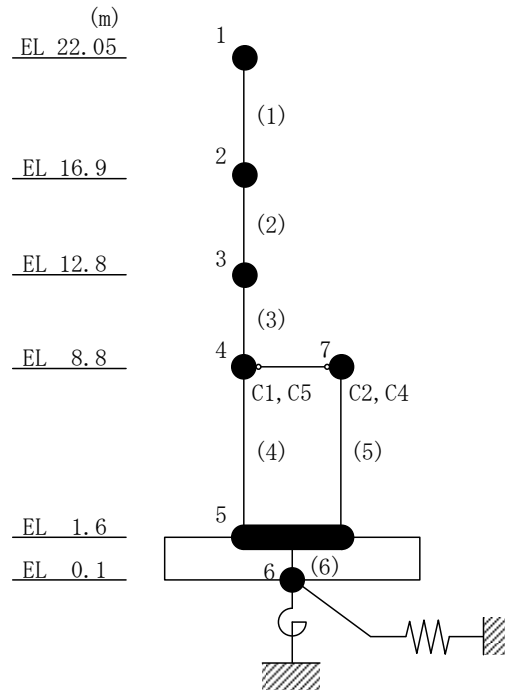 (m)
1
EL 22.05
(1)
2
EL 16.9
(2)
3
EL 12.8
(3)
4 7
EL 8.8
C1, C5 C2, C4
(4) (5)
5
EL 1.6
6 (6)
EL 0.1